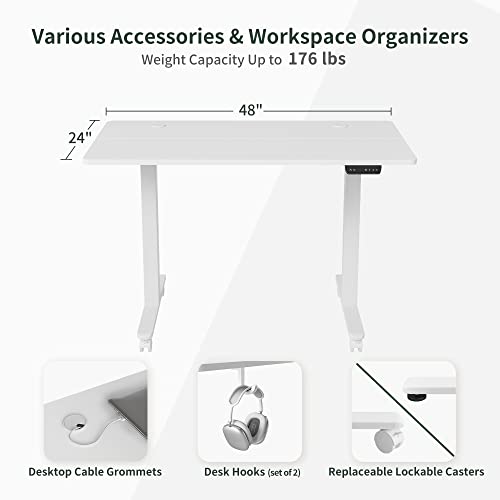 Various Accessories & Workspace Organizers
Weight Capacity Up to 176 lbs
48"
24"
Desktop Cable Grommets
Desk Hooks (set of 2)
Replaceable Lockable Casters